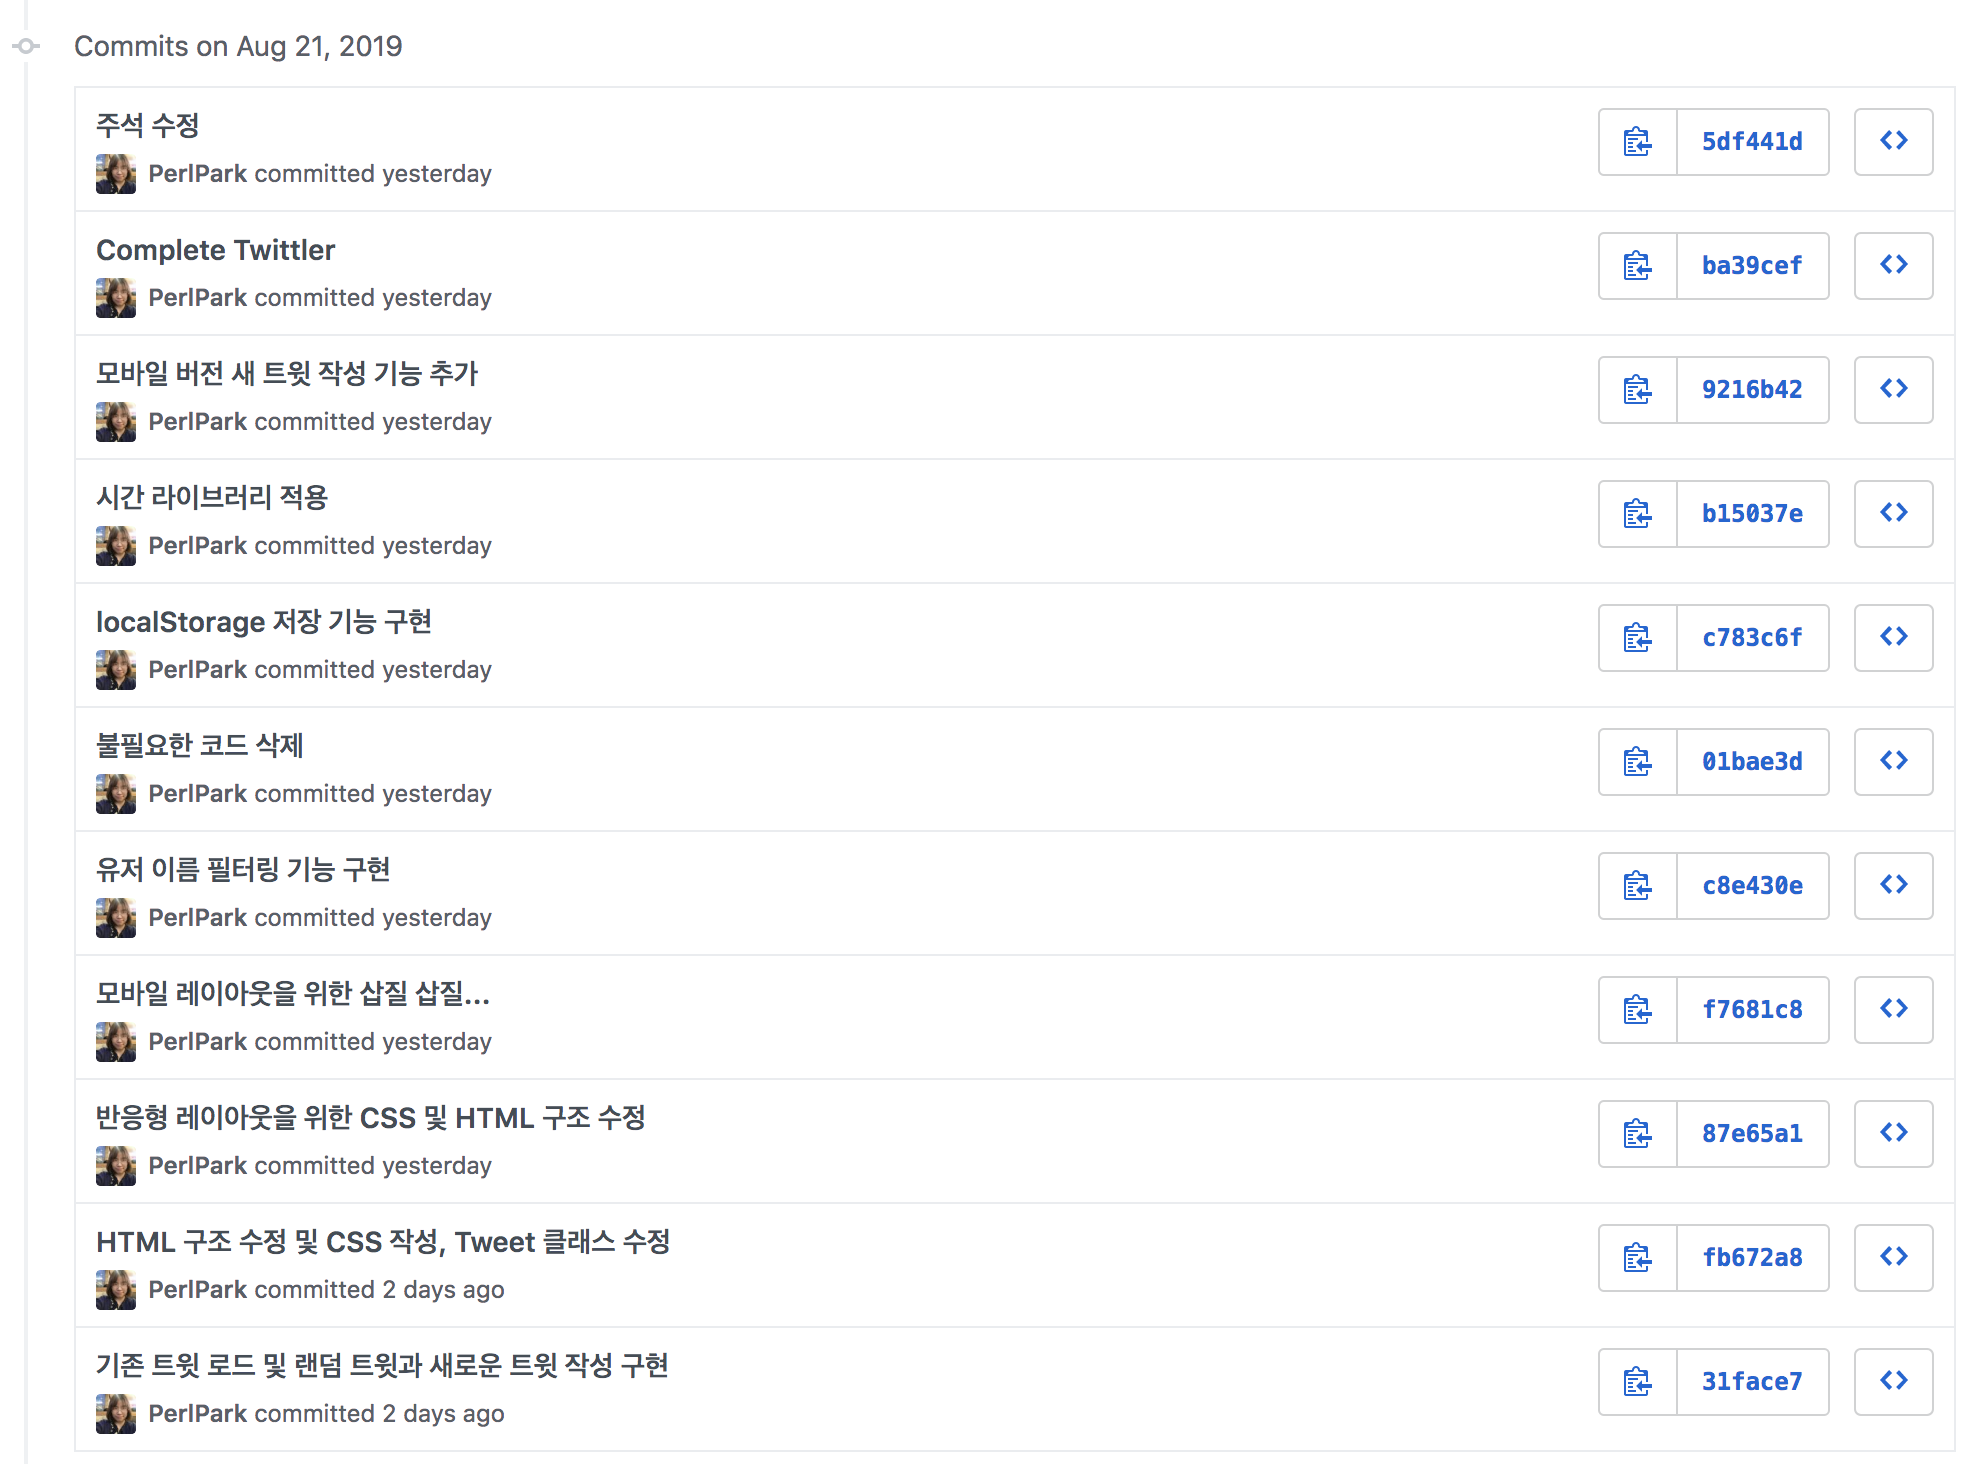 Commits on Aug 21, 2019
주석 수정
PerlPark committed yesterday
5df441d
Complete Twittler
PerlPark committed yesterday
ba39cef
모바일 버전 새 트윗 작성 기능 추가
PerlPark committed yesterday
9216b42
시간 라이브러리 적용
PerlPark committed yesterday
b15037e
localStorage 저장 기능 구현
PerlPark committed yesterday
c783c6f
불필요한 코드 삭제
PerlPark committed yesterday
01bae3d
유저 이름 필터링 기능 구현
PerlPark committed yesterday
c8e430e
모바일 레이아웃을 위한 삽질 삽질...
PerlPark committed yesterday
f7681c8
반응형 레이아웃을 위한 CSS 및 HTML 구조 수정
PerlPark committed yesterday
87e65a1
HTML 구조 수정 및 CSS 작성, Tweet 클래스 수정
PerlPark committed 2 days ago
fb672a8
기존 트윗 로드 및 랜덤 트윗과 새로운 트윗 작성 구현
PerlPark committed 2 days ago
31face7